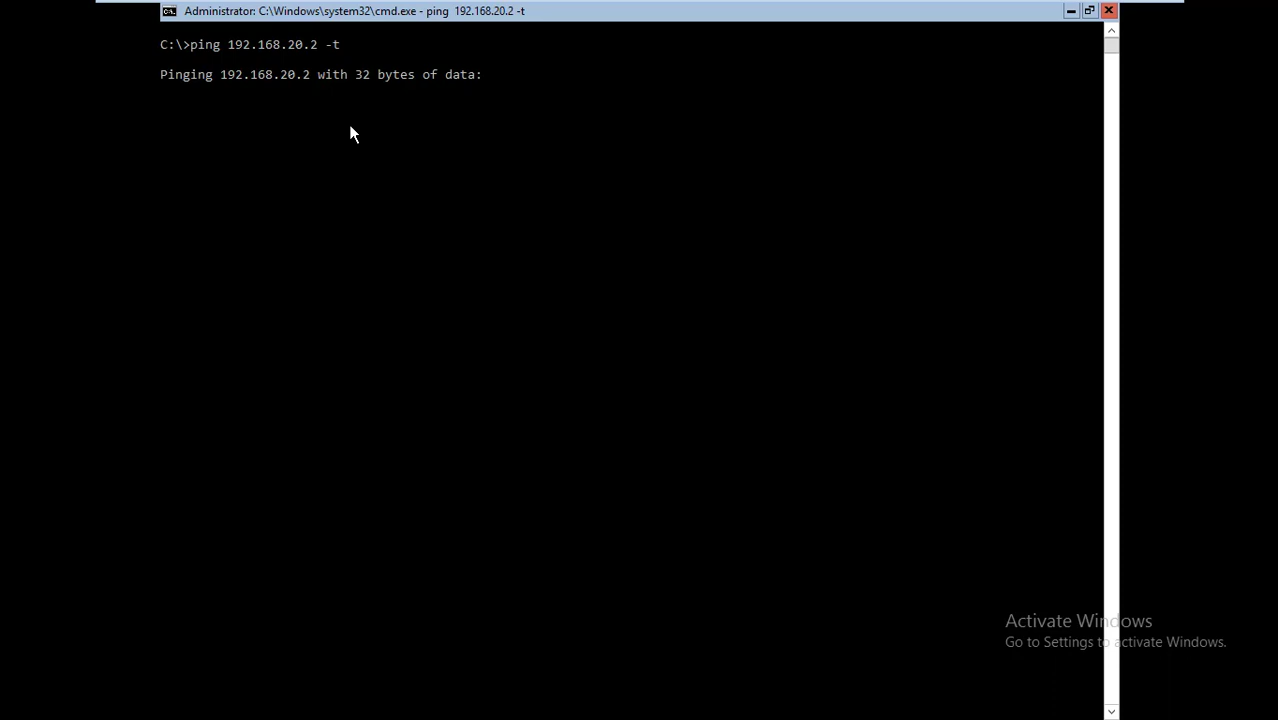 Administrator: C:\Windows\system32\cmd.exe - ping  192.168.20.2 -t
C:\>ping 192.168.20.2 -t
Pinging 192.168.20.2 with 32 bytes of data:
Activate Windows
Go to Settings to activate Windows.